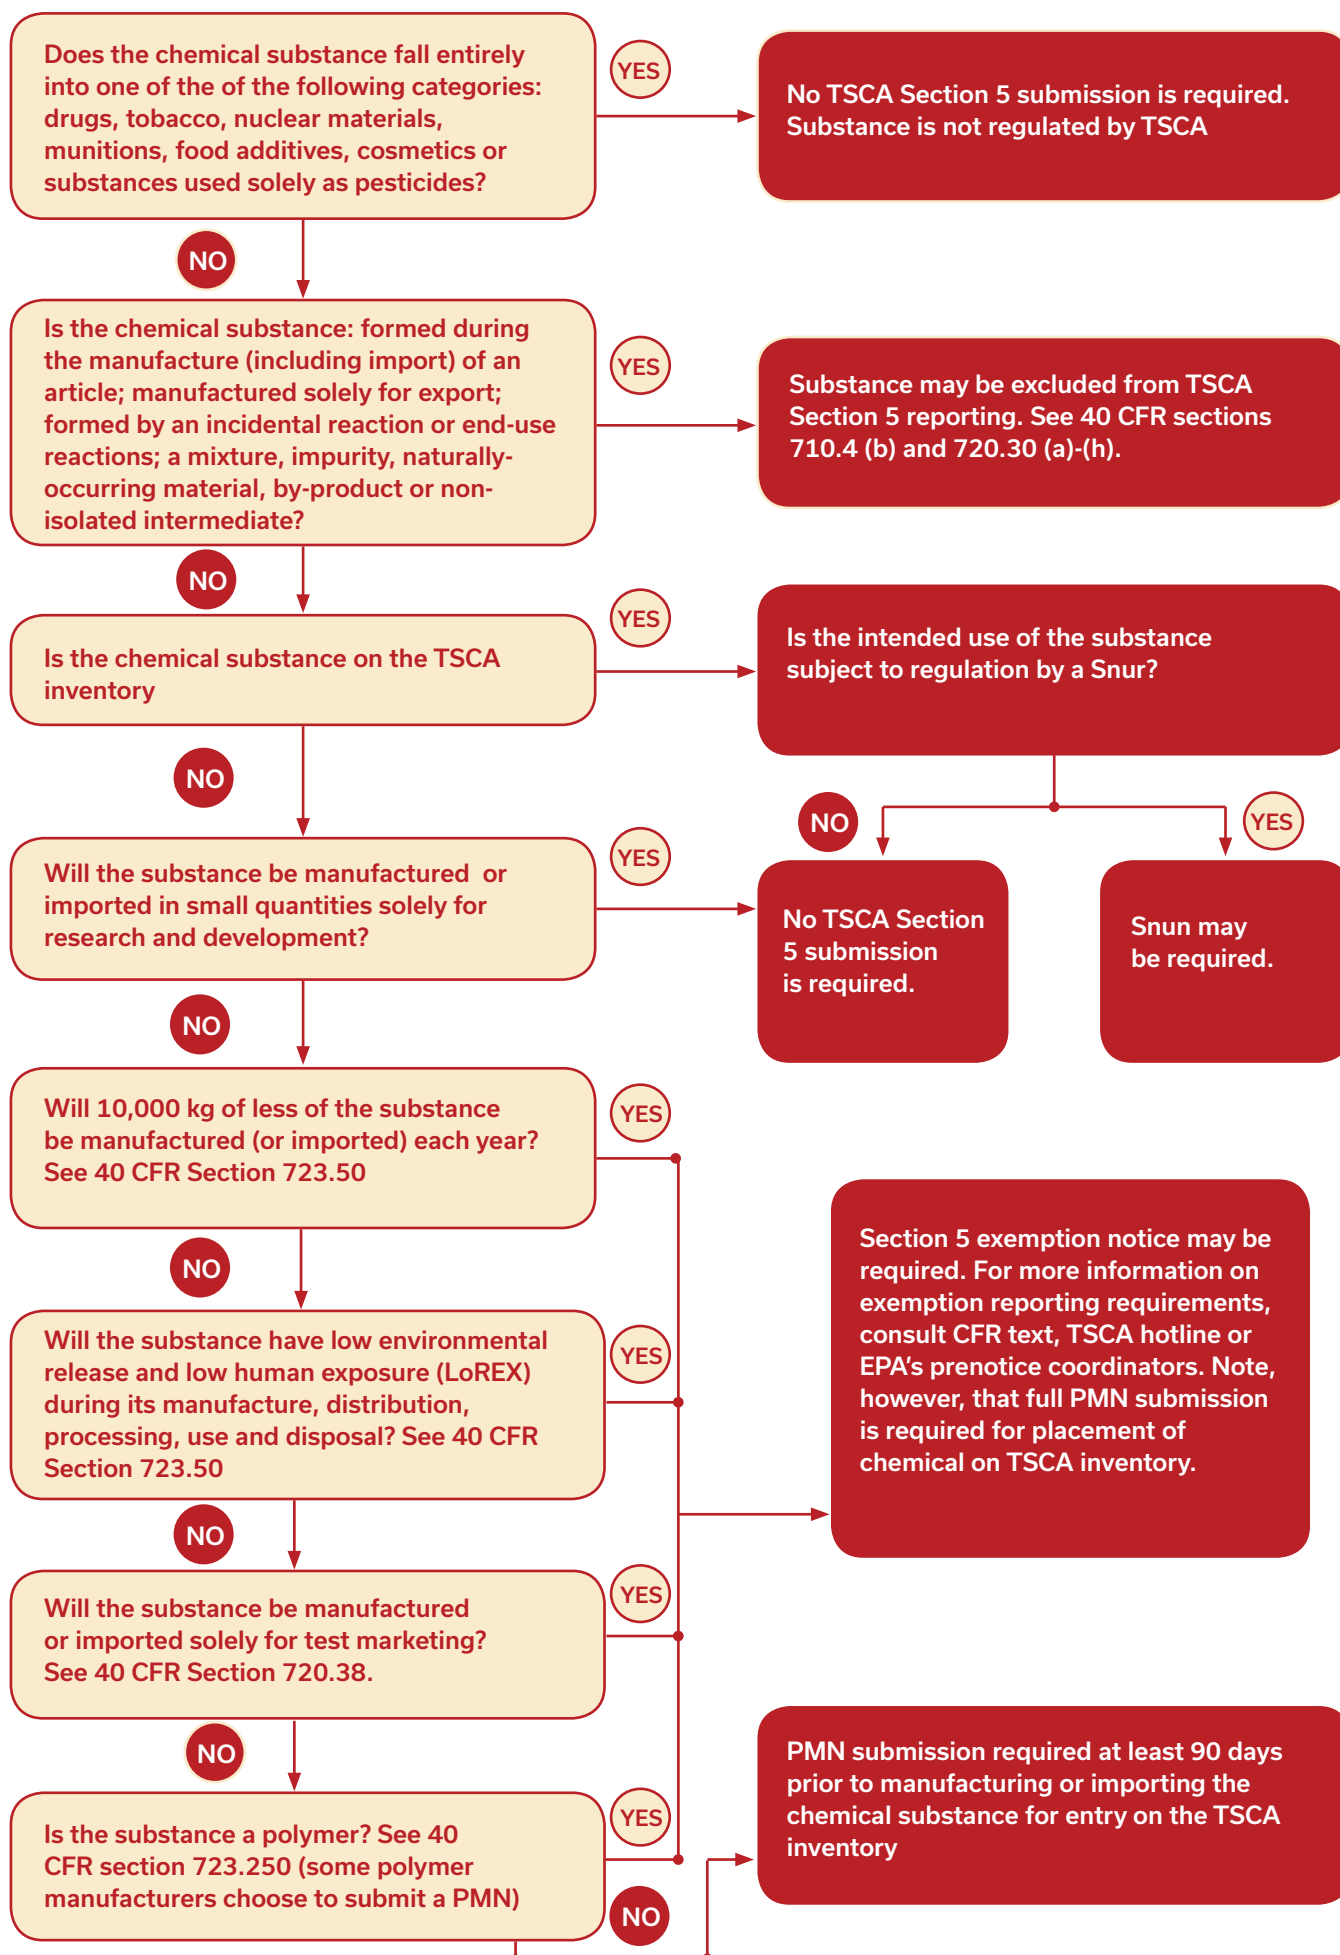 Does the chemical substance fall entirely
into one of the of the following categories:
drugs, tobacco, nuclear materials,
munitions, food additives, cosmetics or
substances used solely as pesticides?
YES
No TSCA Section 5 submission is required.
Substance is not regulated by TSCA
NO
Is the chemical substance: formed during
the manufacture (including import) of an
article; manufactured solely for export;
formed by an incidental reaction or end-use
reactions; a mixture, impurity, naturally-
occurring material, by-product or non-
isolated intermediate?
YES
Substance may be excluded from TSCA
Section 5 reporting. See 40 CFR sections
710.4 (b) and 720.30 (a)-(h).
NO
Is the chemical substance on the TSCA
inventory
YES
Is the intended use of the substance
subject to regulation by a Snur?
NO
YES
No TSCA Section
5 submission
is required.
Snun may
be required.
NO
Will the substance be manufactured or
imported in small quantities solely for
research and development?
YES
NO
Will 10,000 kg of less of the substance
be manufactured (or imported) each year?
See 40 CFR Section 723.50
YES
NO
Will the substance have low environmental
release and low human exposure (LoREX)
during its manufacture, distribution,
processing, use and disposal? See 40 CFR
Section 723.50
YES
Section 5 exemption notice may be
required. For more information on
exemption reporting requirements,
consult CFR text, TSCA hotline or
EPA's prenotice coordinators. Note,
however, that full PMN submission
is required for placement of
chemical on TSCA inventory.
NO
Will the substance be manufactured
or imported solely for test marketing?
See 40 CFR Section 720.38.
YES
NO
Is the substance a polymer? See 40
CFR section 723.250 (some polymer
manufacturers choose to submit a PMN)
YES
NO
PMN submission required at least 90 days
prior to manufacturing or importing the
chemical substance for entry on the TSCA
inventory